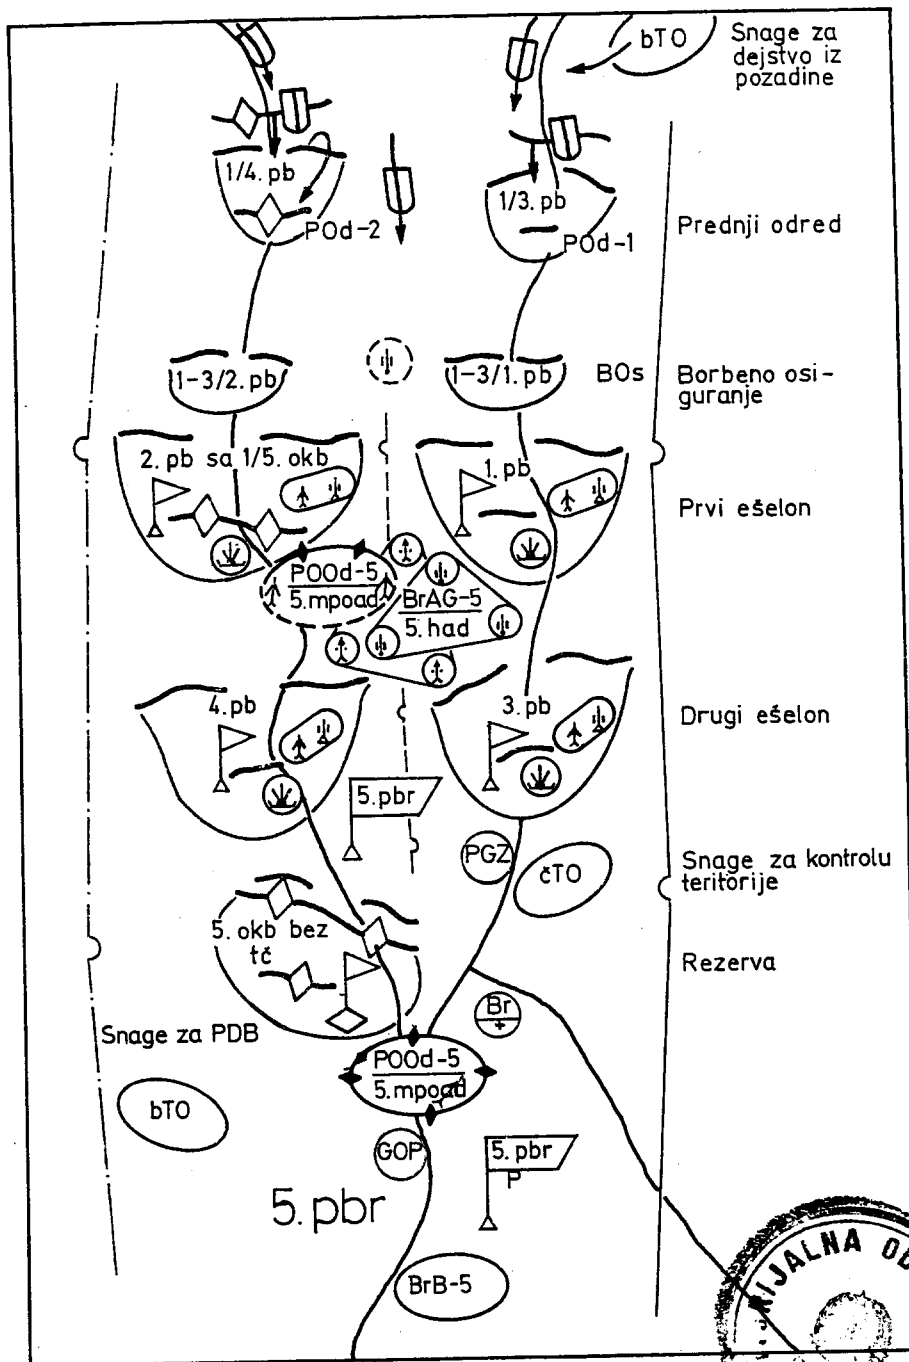 bTO
Snage za
dejstvo iz
pozadine
1/4. pb
POd-2
1/3. pb
POd-1
Prednji odred
1-3/2. pb
1-3/1. pb
BOs
Borbeno osi-
guranje
2. pb sa 1/5. okb
1. pb
Prvi ešelon
POOd-5
5. mpoad
BrAG-5
5. had
4. pb
3. pb
Drugi ešelon
5. pbr
PGZ
čTO
Snage za kontrolu
teritorije
5. okb bez
tč
Rezerva
Br
Snage za PDB
POOd-5
5. mpoad
bTO
GOP
5. pbr
P
5. pbr
BrB-5
RIJALNA OD